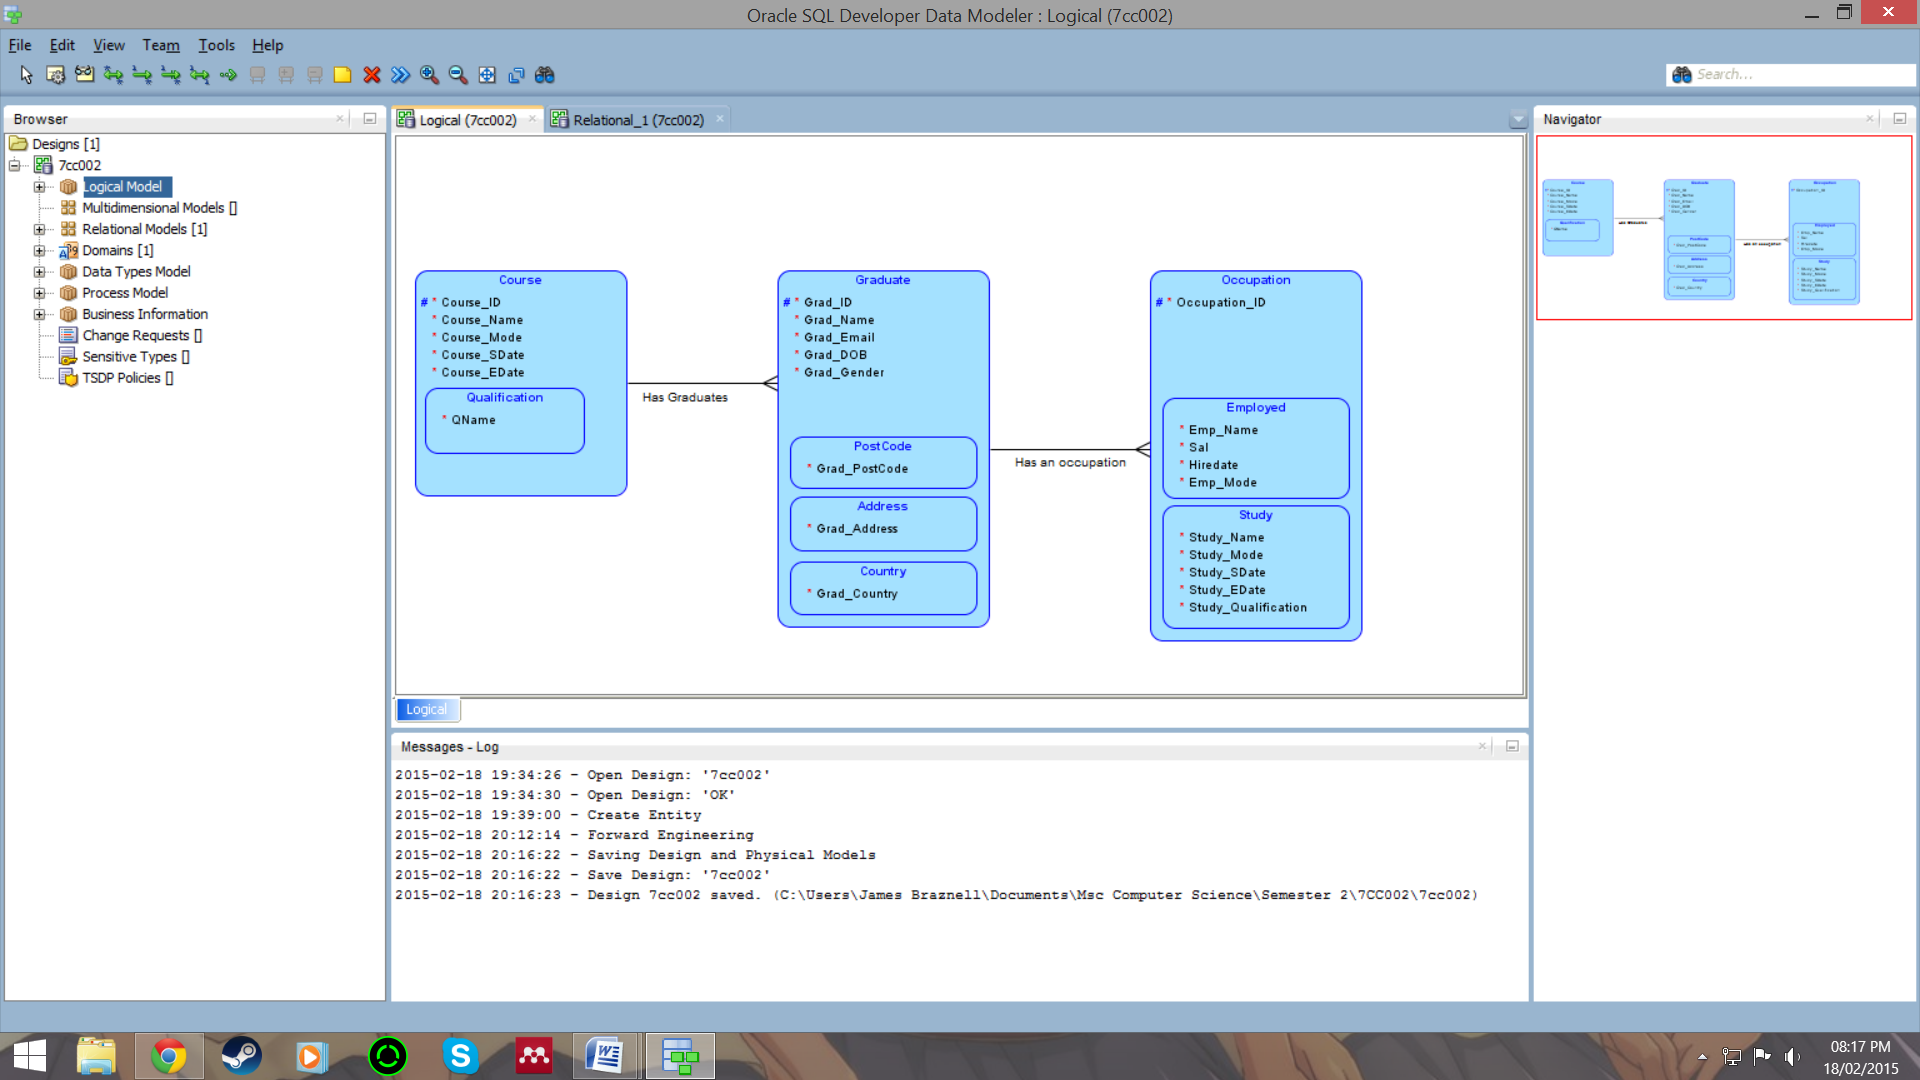 Oracle SQL Developer Data Modeler : Logical (7cc002)
File Edit View Team Tools Help
Search...
Browser
Designs [1]
7cc002
Logical Model
Multidimensional Models []
Relational Models [1]
Domains [1]
Data Types Model
Process Model
Business Information
Change Requests []
Sensitive Types []
TSDP Policies []
Logical (7cc002)
Relational_1 (7cc002)
Course
# * Course_ID
* Course_Name
* Course_Mode
* Course_SDate
* Course_EDate
Qualification
* QName
Has Graduates
Graduate
# * Grad_ID
* Grad_Name
* Grad_Email
* Grad_DOB
* Grad_Gender
PostCode
* Grad_PostCode
Address
* Grad_Address
Country
* Grad_Country
Has an occupation
Occupation
# * Occupation_ID
Employed
* Emp_Name
* Sal
* Hiredate
* Emp_Mode
Study
* Study_Name
* Study_Mode
* Study_SDate
* Study_EDate
* Study_Qualification
Logical
Messages - Log
2015-02-18 19:34:26 - Open Design: '7cc002'
2015-02-18 19:34:30 - Open Design: 'OK'
2015-02-18 19:39:00 - Create Entity
2015-02-18 20:12:14 - Forward Engineering
2015-02-18 20:16:22 - Saving Design and Physical Models
2015-02-18 20:16:22 - Save Design: '7cc002'
2015-02-18 20:16:23 - Design 7cc002 saved. (C:\Users\James Braznell\Documents\Msc Computer Science\Semester 2\7CC002\7cc002)
Navigator
08:17 PM
18/02/2015